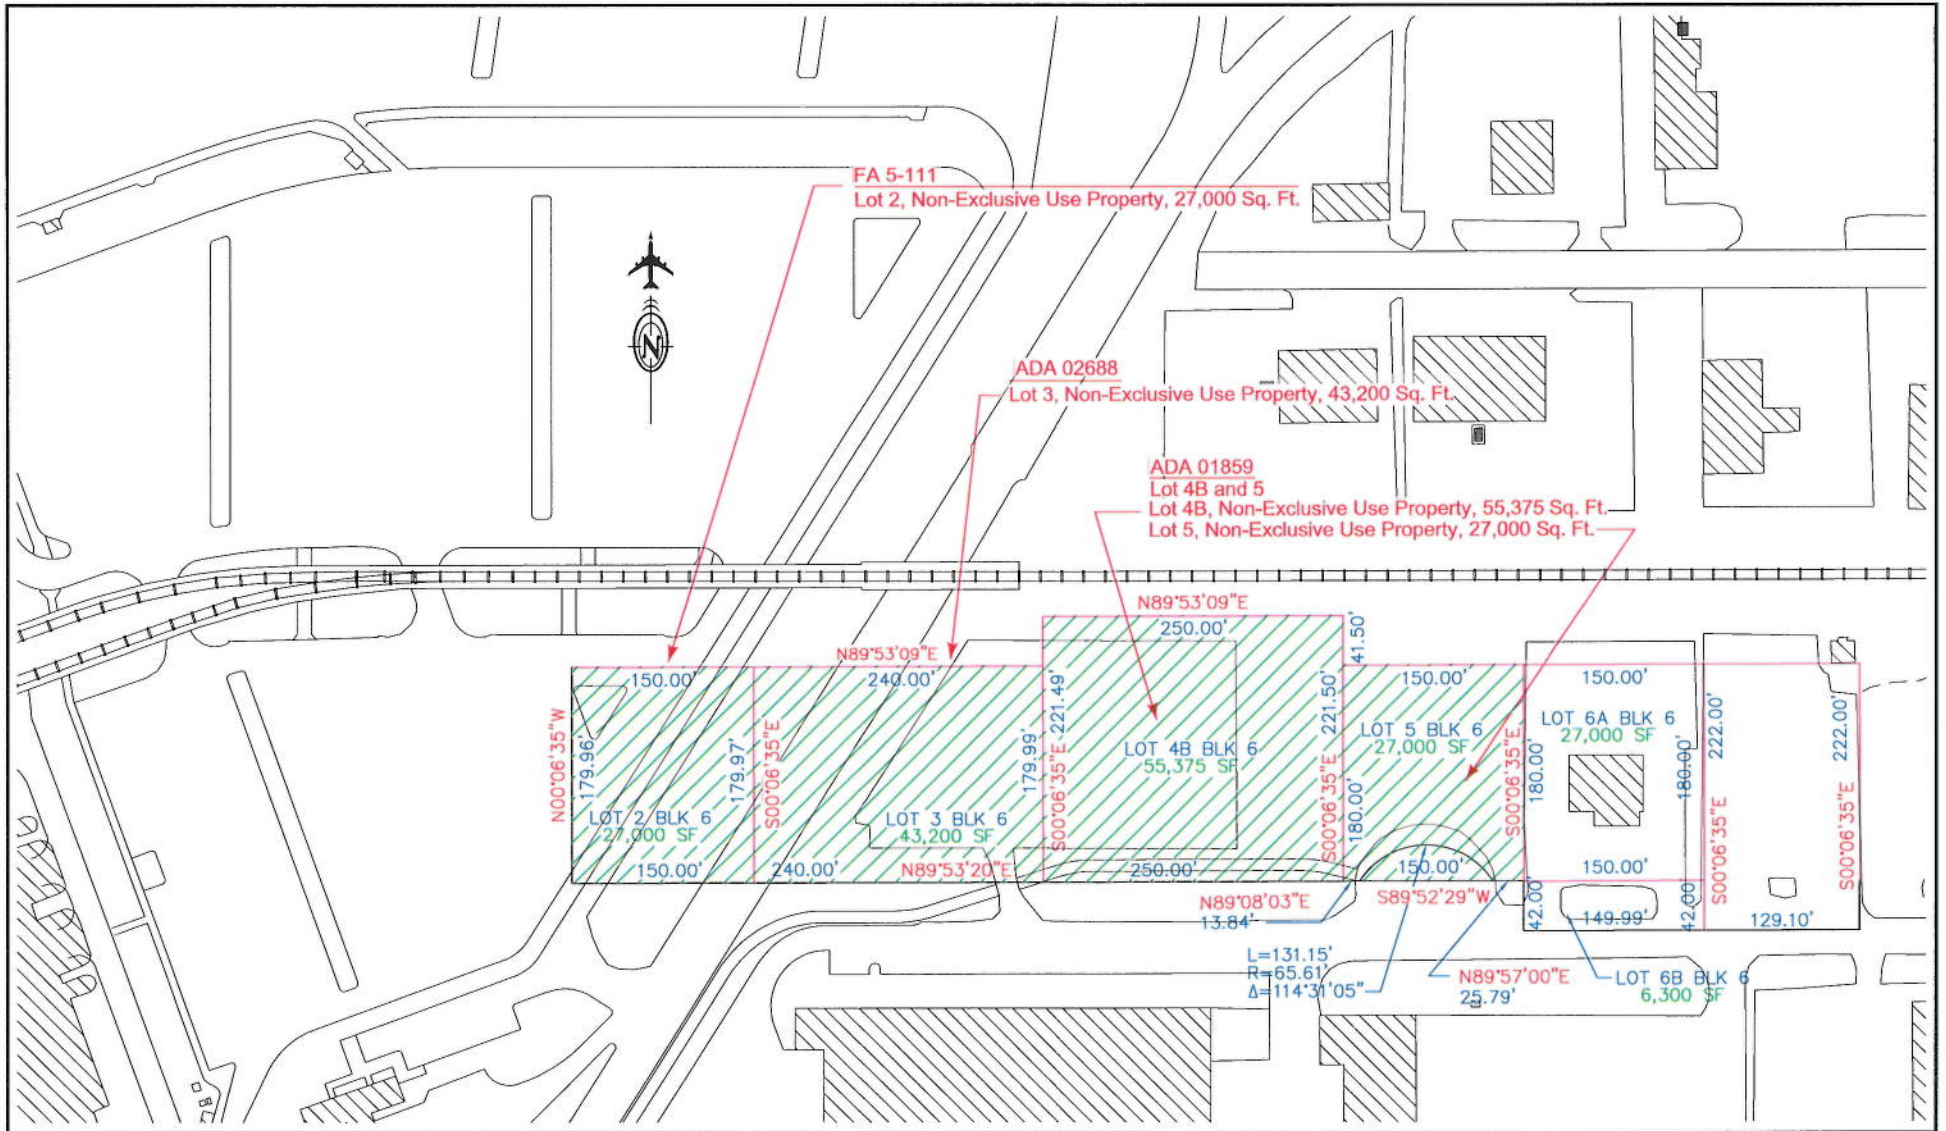 FA 5-111
Lot 2, Non-Exclusive Use Property, 27,000 Sq. Ft.
N
ADA 02688
Lot 3, Non-Exclusive Use Property, 43,200 Sq. Ft.
ADA 01859
Lot 4B and 5
Lot 4B, Non-Exclusive Use Property, 55,375 Sq. Ft.
Lot 5, Non-Exclusive Use Property, 27,000 Sq. Ft.
N89°53'09"E
250.00'
41.50'
N89°53'09"E
150.00'
240.00'
150.00'
150.00'
N00°06'35"W
179.96'
179.97'
S00°06'35"E
179.99'
221.49'
S00°06'35"E
221.50'
S00°06'35"E
180.00'
S00°06'35"E
180.00'
180.00'
222.00'
S00°06'35"E
222.00'
S00°06'35"E
LOT 2 BLK 6
27,000 SF
LOT 3 BLK 6
43,200 SF
LOT 4B BLK 6
55,375 SF
LOT 5 BLK 6
27,000 SF
LOT 6A BLK 6
27,000 SF
150.00'
240.00'
N89°53'20"E
250.00'
150.00'
150.00'
N89°08'03"E
13.84'
S89°52'29"W
42.00'
149.99'
42.00'
129.10'
L=131.15'
R=65.61'
Δ=114°31'05"
N89°57'00"E
25.79'
LOT 6B BLK 6
6,300 SF